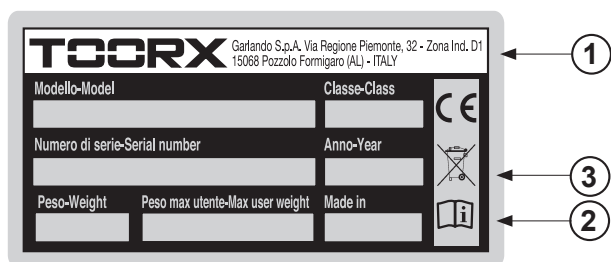 TOORX Garlando S.p.A. Via Regione Piemonte, 32 - Zona Ind. D1
15068 Pozzolo Formigaro (AL) - ITALY
1
Modello-Model Classe-Class
CE
Numero di serie-Serial number Anno-Year
3
Peso-Weight Peso max utente-Max user weight Made in
i
2